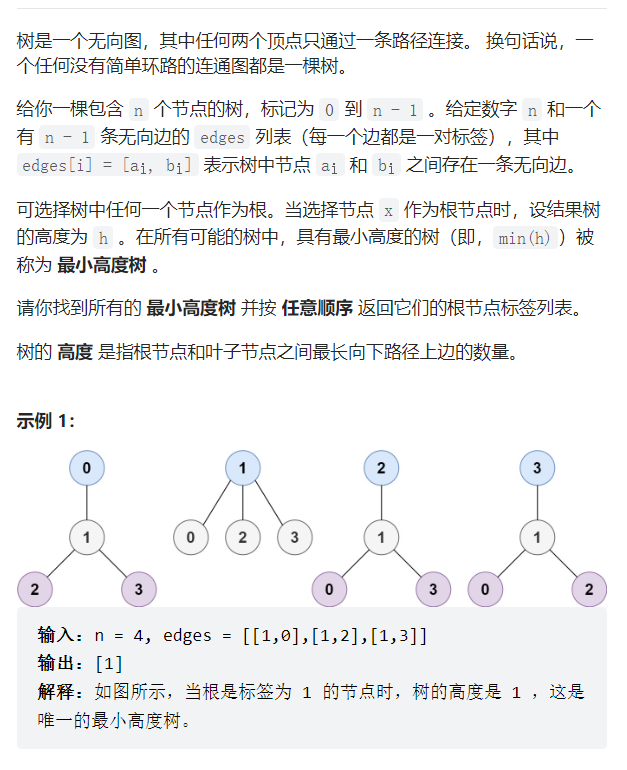 树是一个无向图，其中任何两个顶点只通过一条路径连接。 换句话说，一
个任何没有简单环路的连通图都是一棵树。
给你一棵包含 n 个节点的树，标记为 0 到 n - 1 。给定数字 n 和一个
有 n - 1 条无向边的 edges 列表（每一个边都是一对标签），其中
edges[i] = [ai, bi] 表示树中节点 ai 和 bi 之间存在一条无向边。
可选择树中任何一个节点作为根。当选择节点 x 作为根节点时，设结果树
的高度为 h 。在所有可能的树中，具有最小高度的树（即，min(h)）被
称为 最小高度树 。
请你找到所有的 最小高度树 并按 任意顺序 返回它们的根节点标签列表。
树的 高度 是指根节点和叶子节点之间最长向下路径上边的数量。
示例 1：
0 1 2 3
1 0 2 3 1 1
2 3 0 3 0 2
输入：n = 4, edges = [[1,0],[1,2],[1,3]]
输出：[1]
解释：如图所示，当根是标签为 1 的节点时，树的高度是 1 ，这是
唯一的最小高度树。